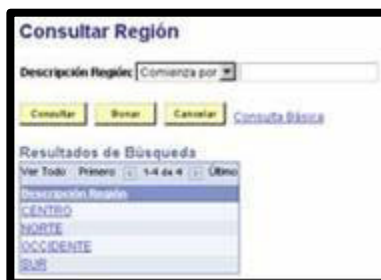 Consultar Región
Descripción Región: Comienza por
Consultar Borrar Cancelar Consulta Básica
Resultados de Búsqueda
Ver Todo Primero 1-4 de 4 Último
Descripción Región
CENTRO
NORTE
OCCIDENTE
SUR